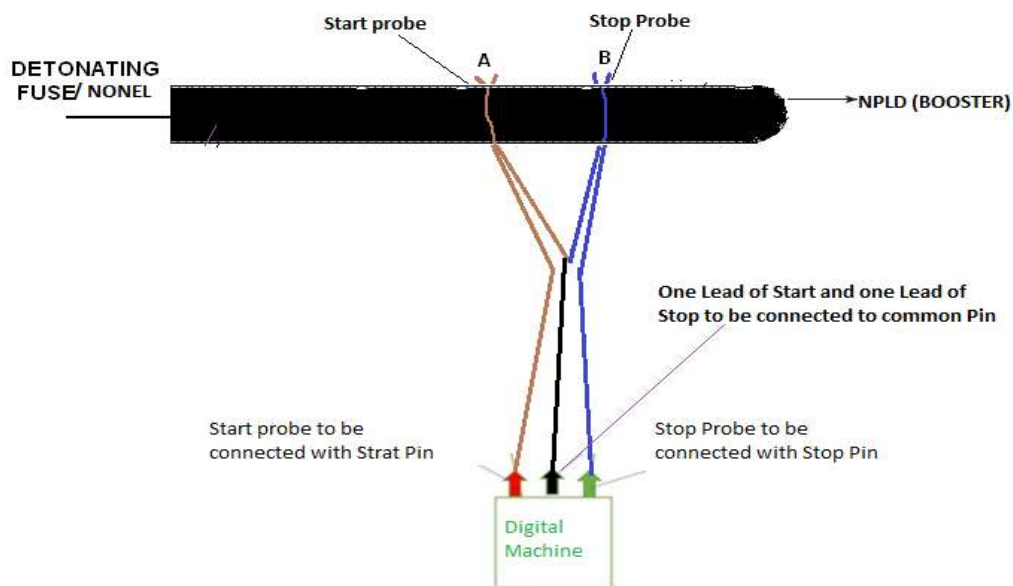 Start probe
Stop Probe
A
B
DETONATING
FUSE/ NONEL
NPLD (BOOSTER)
One Lead of Start and one Lead of
Stop to be connected to common Pin
Start probe to be
connected with Strat Pin
Stop Probe to be
connected with Stop Pin
Digital
Machine